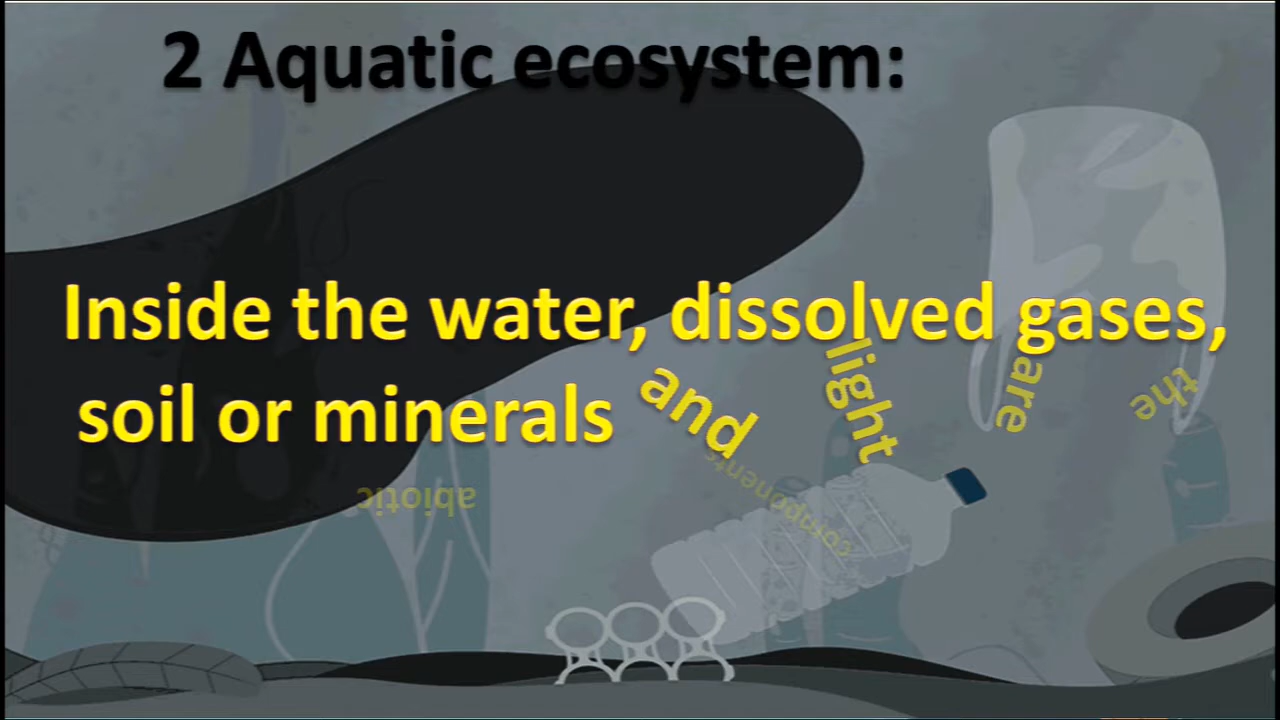 2 Aquatic ecosystem:
Inside the water, dissolved gases,
soil or minerals and light are the
abiotic components